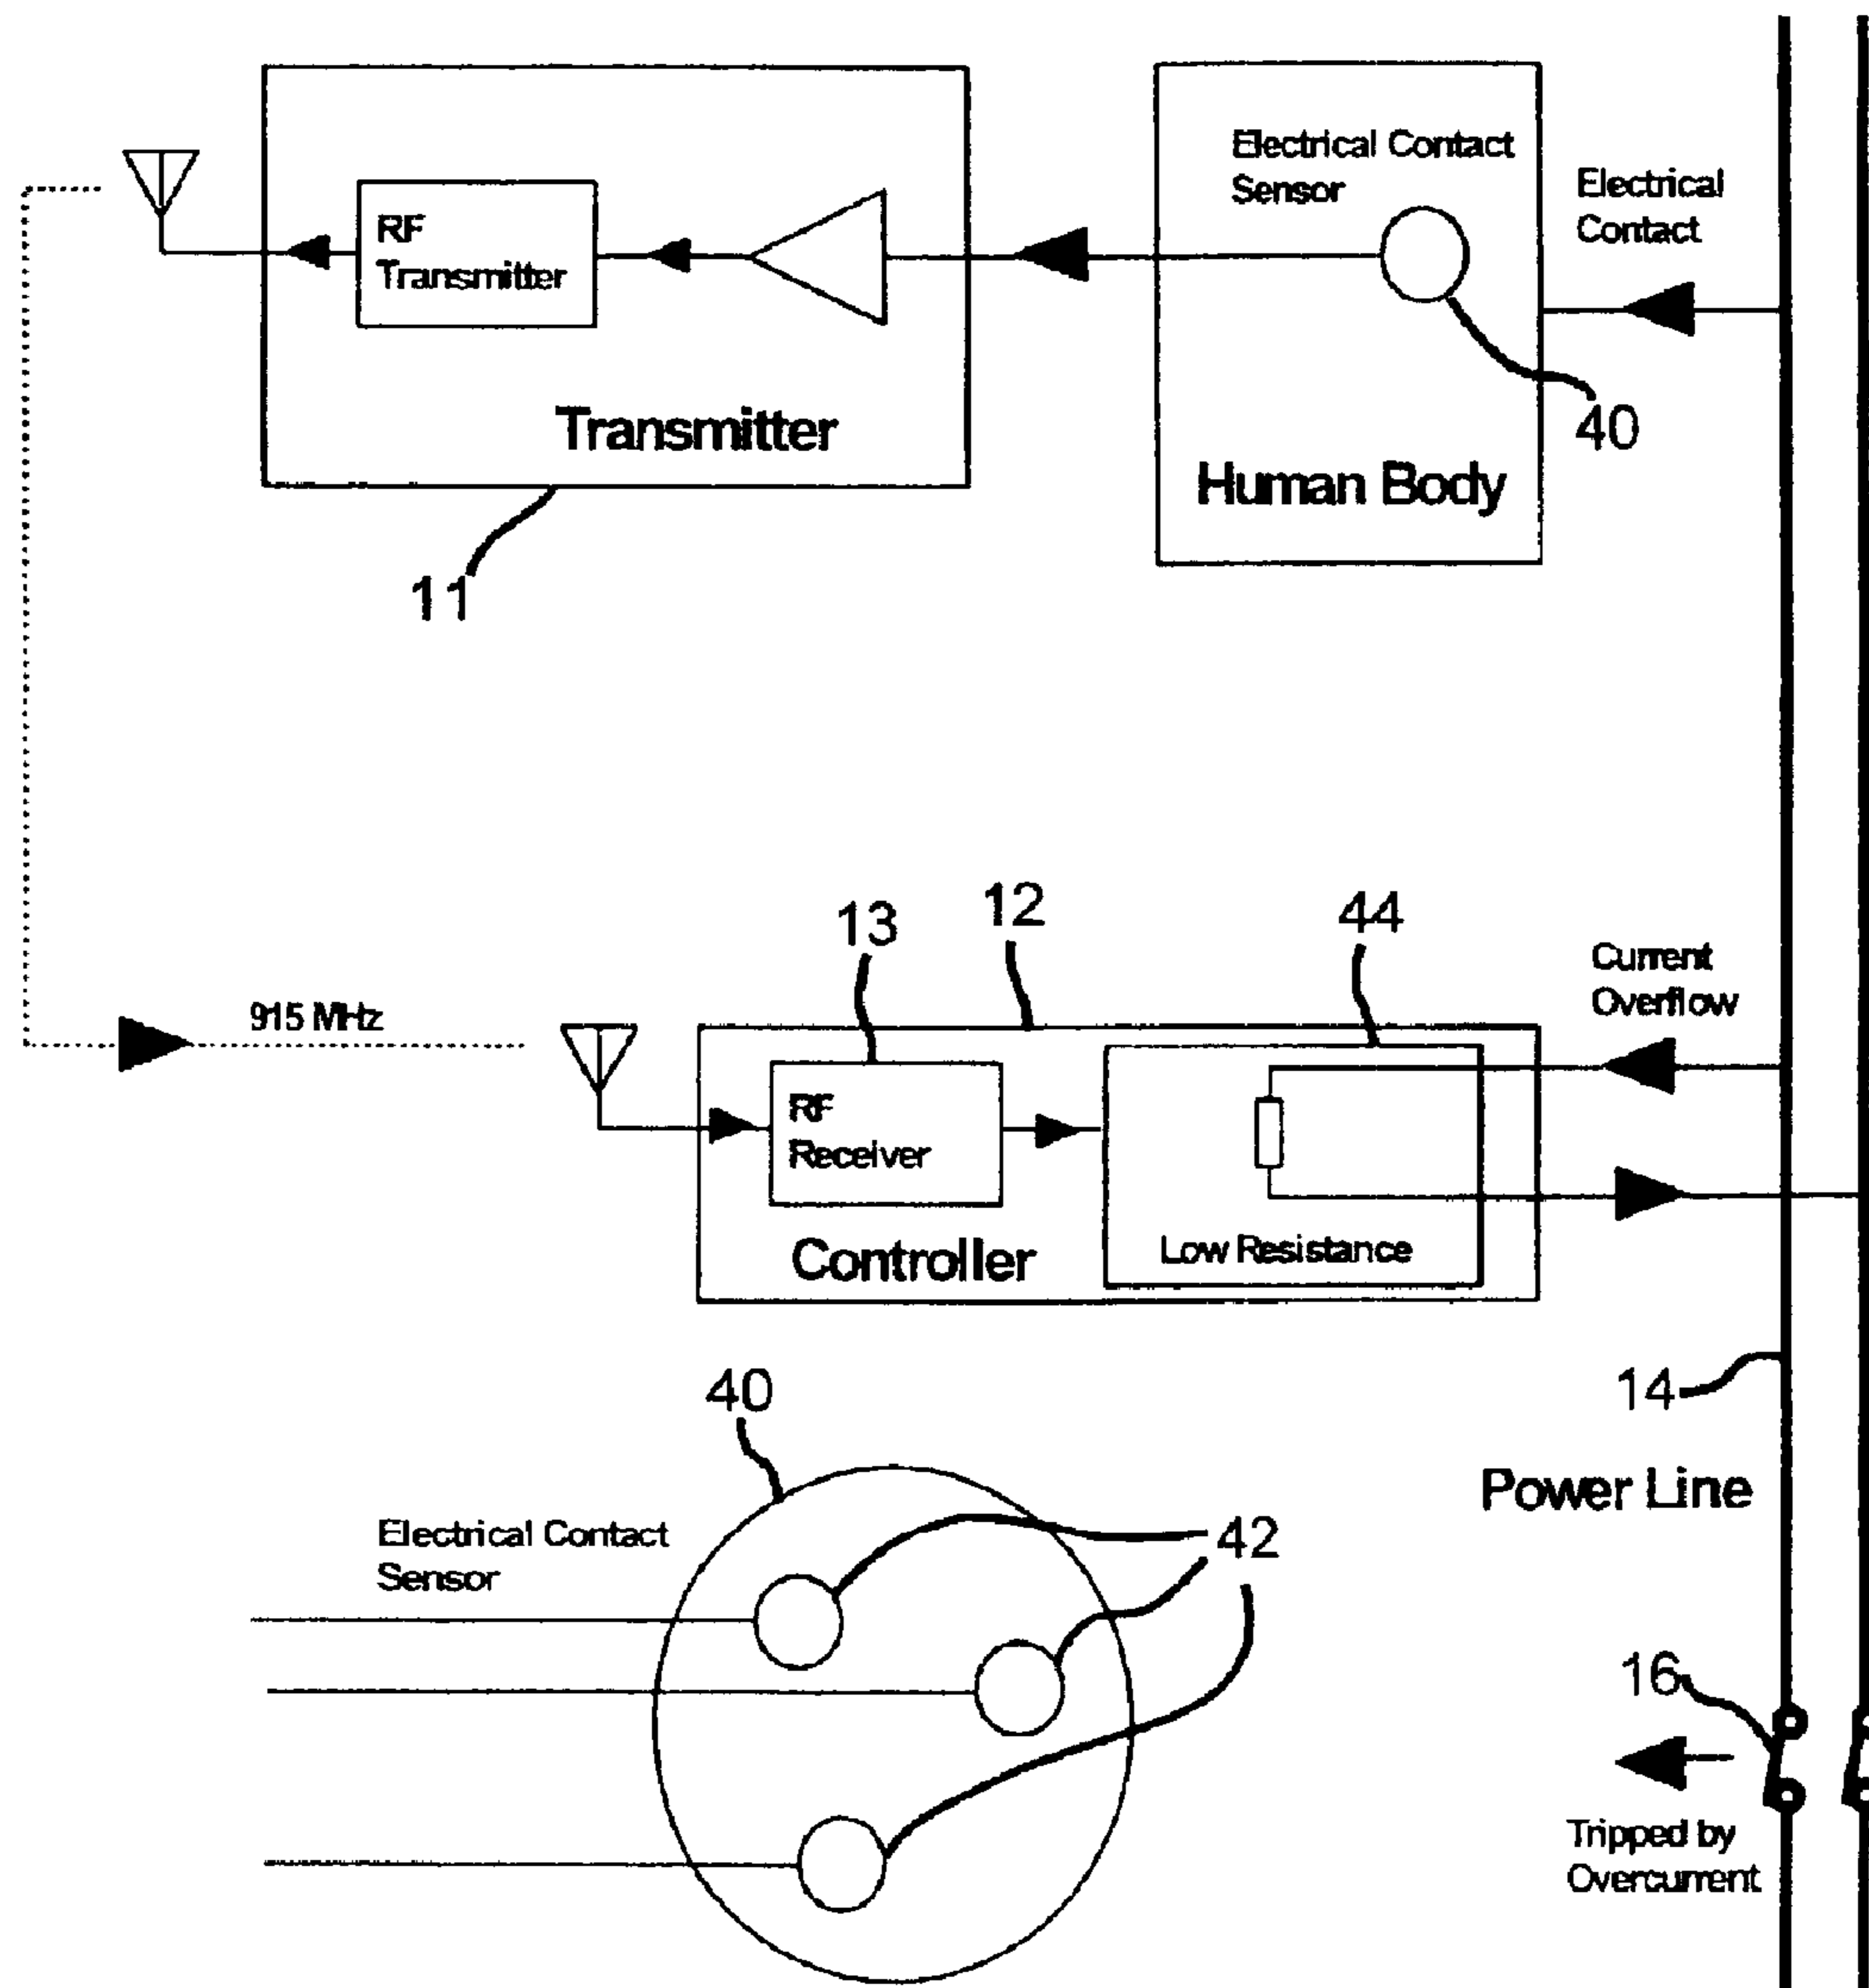 Electrical Contact
Sensor
Electrical
Contact
RF
Transmitter
40
Transmitter
Human Body
11
13
12
44
Current
Overflow
915 MHz
RF
Receiver
Controller
Low Resistance
40
14
Power Line
Electrical Contact
Sensor
42
16
Tripped by
Overcurrent